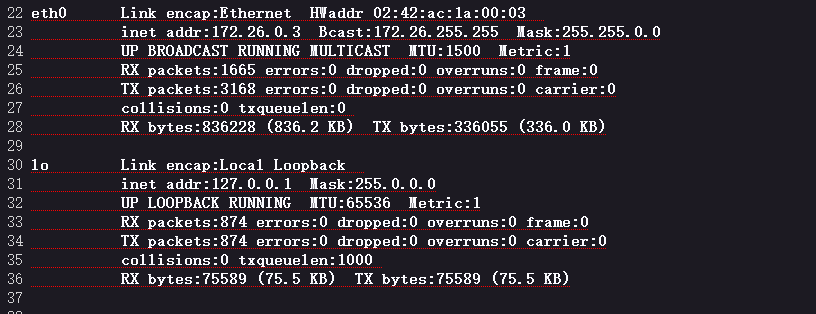 22 eth0      Link encap:Ethernet  HWaddr 02:42:ac:1a:00:03
23           inet addr:172.26.0.3  Bcast:172.26.255.255  Mask:255.255.0.0
24           UP BROADCAST RUNNING MULTICAST  MTU:1500  Metric:1
25           RX packets:1665 errors:0 dropped:0 overruns:0 frame:0
26           TX packets:3168 errors:0 dropped:0 overruns:0 carrier:0
27           collisions:0 txqueuelen:0
28           RX bytes:836228 (836.2 KB)  TX bytes:336055 (336.0 KB)
29
30 lo        Link encap:Local Loopback
31           inet addr:127.0.0.1  Mask:255.0.0.0
32           UP LOOPBACK RUNNING  MTU:65536  Metric:1
33           RX packets:874 errors:0 dropped:0 overruns:0 frame:0
34           TX packets:874 errors:0 dropped:0 overruns:0 carrier:0
35           collisions:0 txqueuelen:1000
36           RX bytes:75589 (75.5 KB)  TX bytes:75589 (75.5 KB)
37